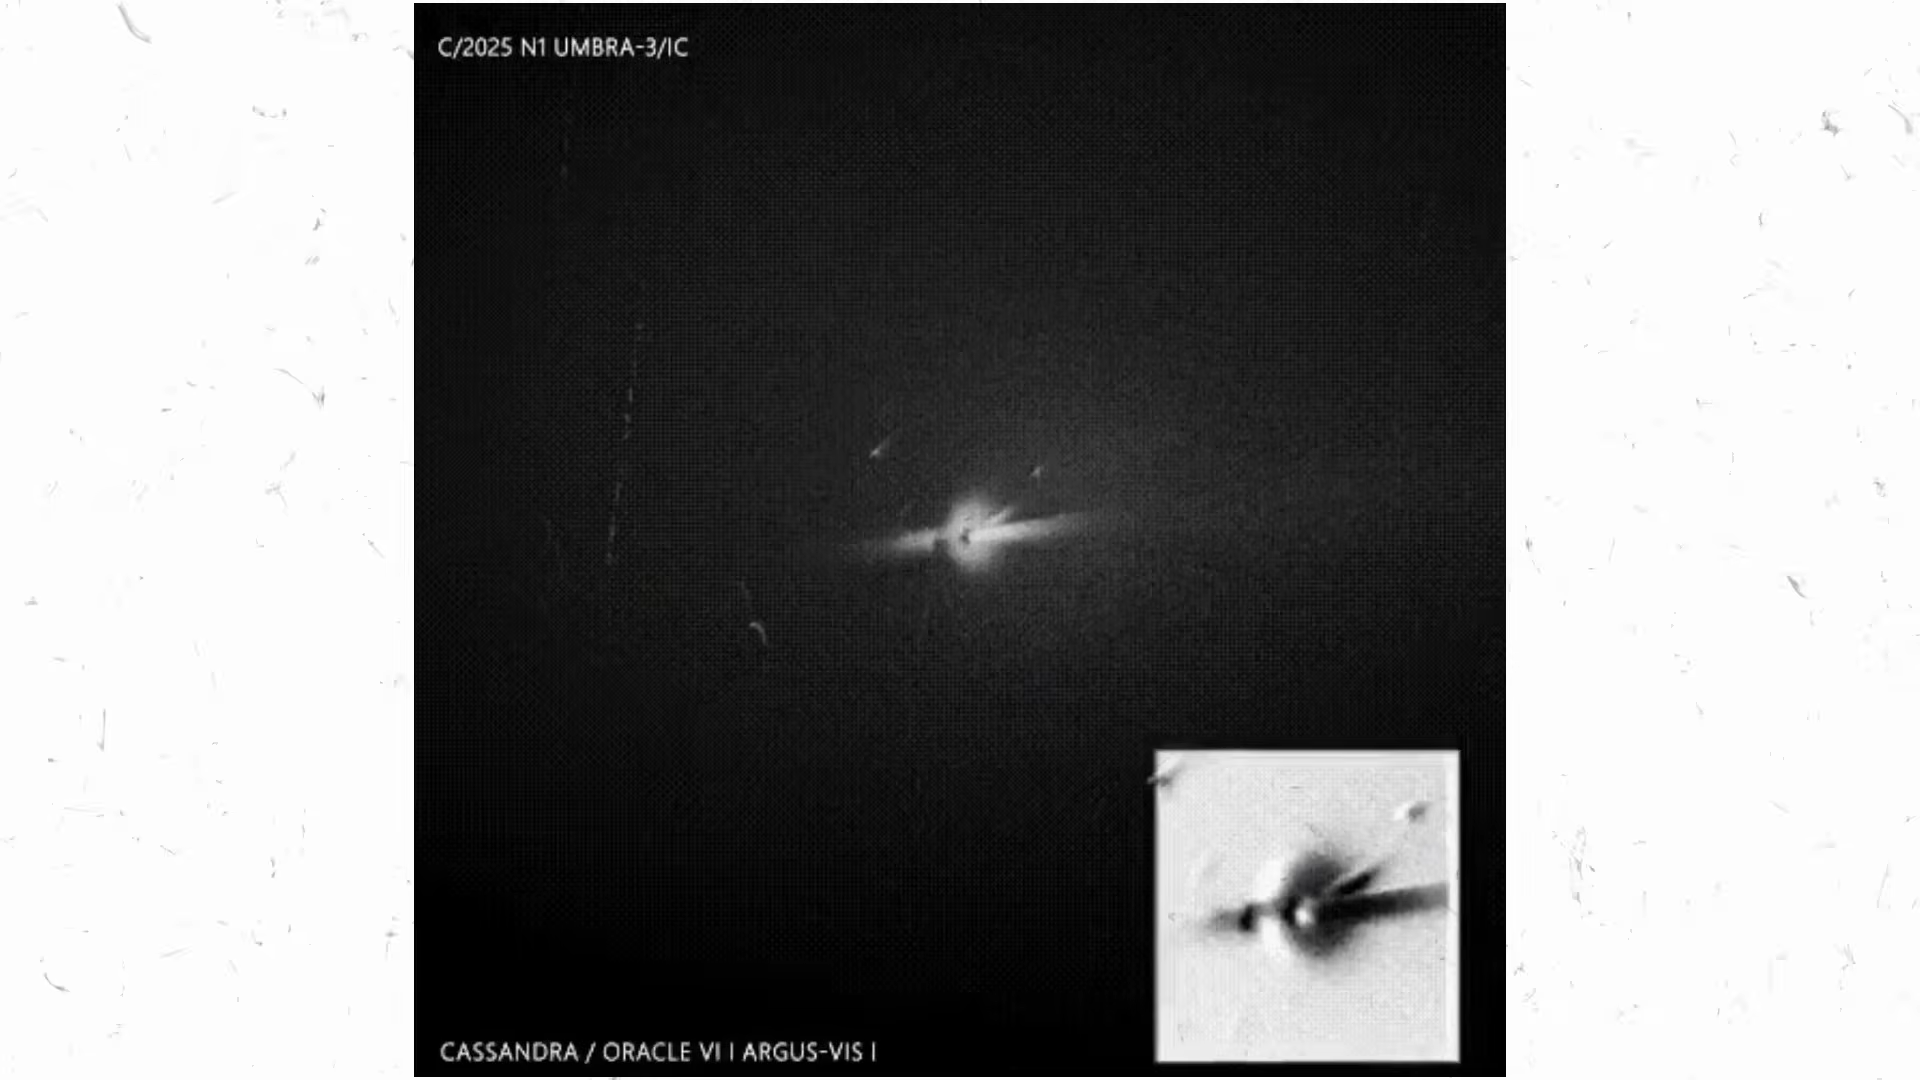 C/2025 N1 UMBRA-3/IC
CASSANDRA / ORACLE VI | ARGUS-VIS |